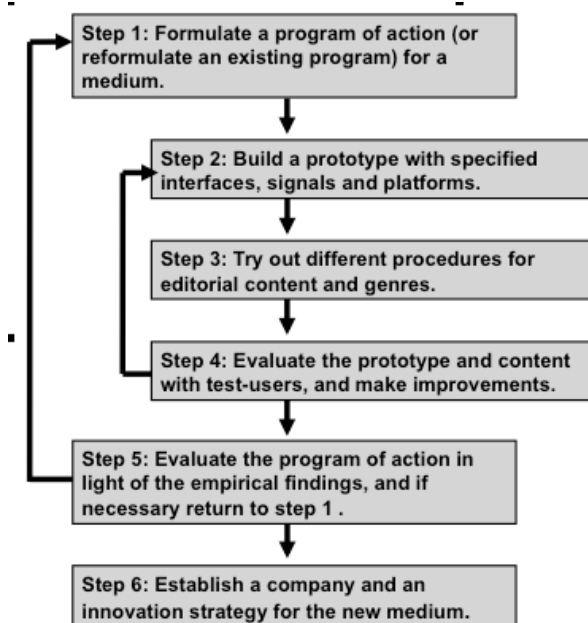 Step 1: Formulate a program of action (or
reformulate an existing program) for a
medium.
Step 2: Build a prototype with specified
interfaces, signals and platforms.
Step 3: Try out different procedures for
editorial content and genres.
Step 4: Evaluate the prototype and content
with test-users, and make improvements.
Step 5: Evaluate the program of action in
light of the empirical findings, and if
necessary return to step 1 .
Step 6: Establish a company and an
innovation strategy for the new medium.